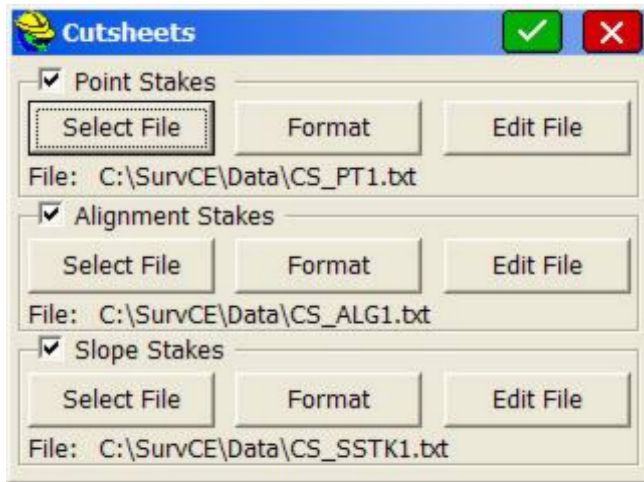 Cutsheets
Point Stakes
Select File Format Edit File
File: C:\SurvCE\Data\CS_PT1.txt
Alignment Stakes
Select File Format Edit File
File: C:\SurvCE\Data\CS_ALG1.txt
Slope Stakes
Select File Format Edit File
File: C:\SurvCE\Data\CS_SSTK1.txt